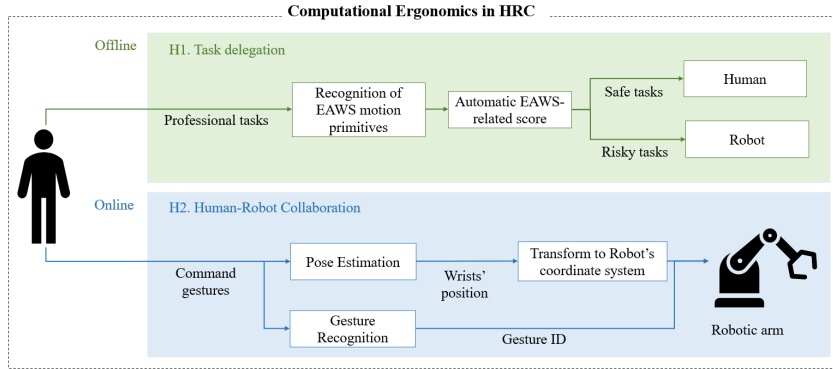 Computational Ergonomics in HRC
Offline
H1. Task delegation
Professional tasks
Recognition of
EAWS motion
primitives
Automatic EAWS-
related score
Safe tasks
Human
Risky tasks
Robot
Online
H2. Human-Robot Collaboration
Command
gestures
Pose Estimation
Wrists'
position
Transform to Robot's
coordinate system
Gesture
Recognition
Gesture ID
Robotic arm